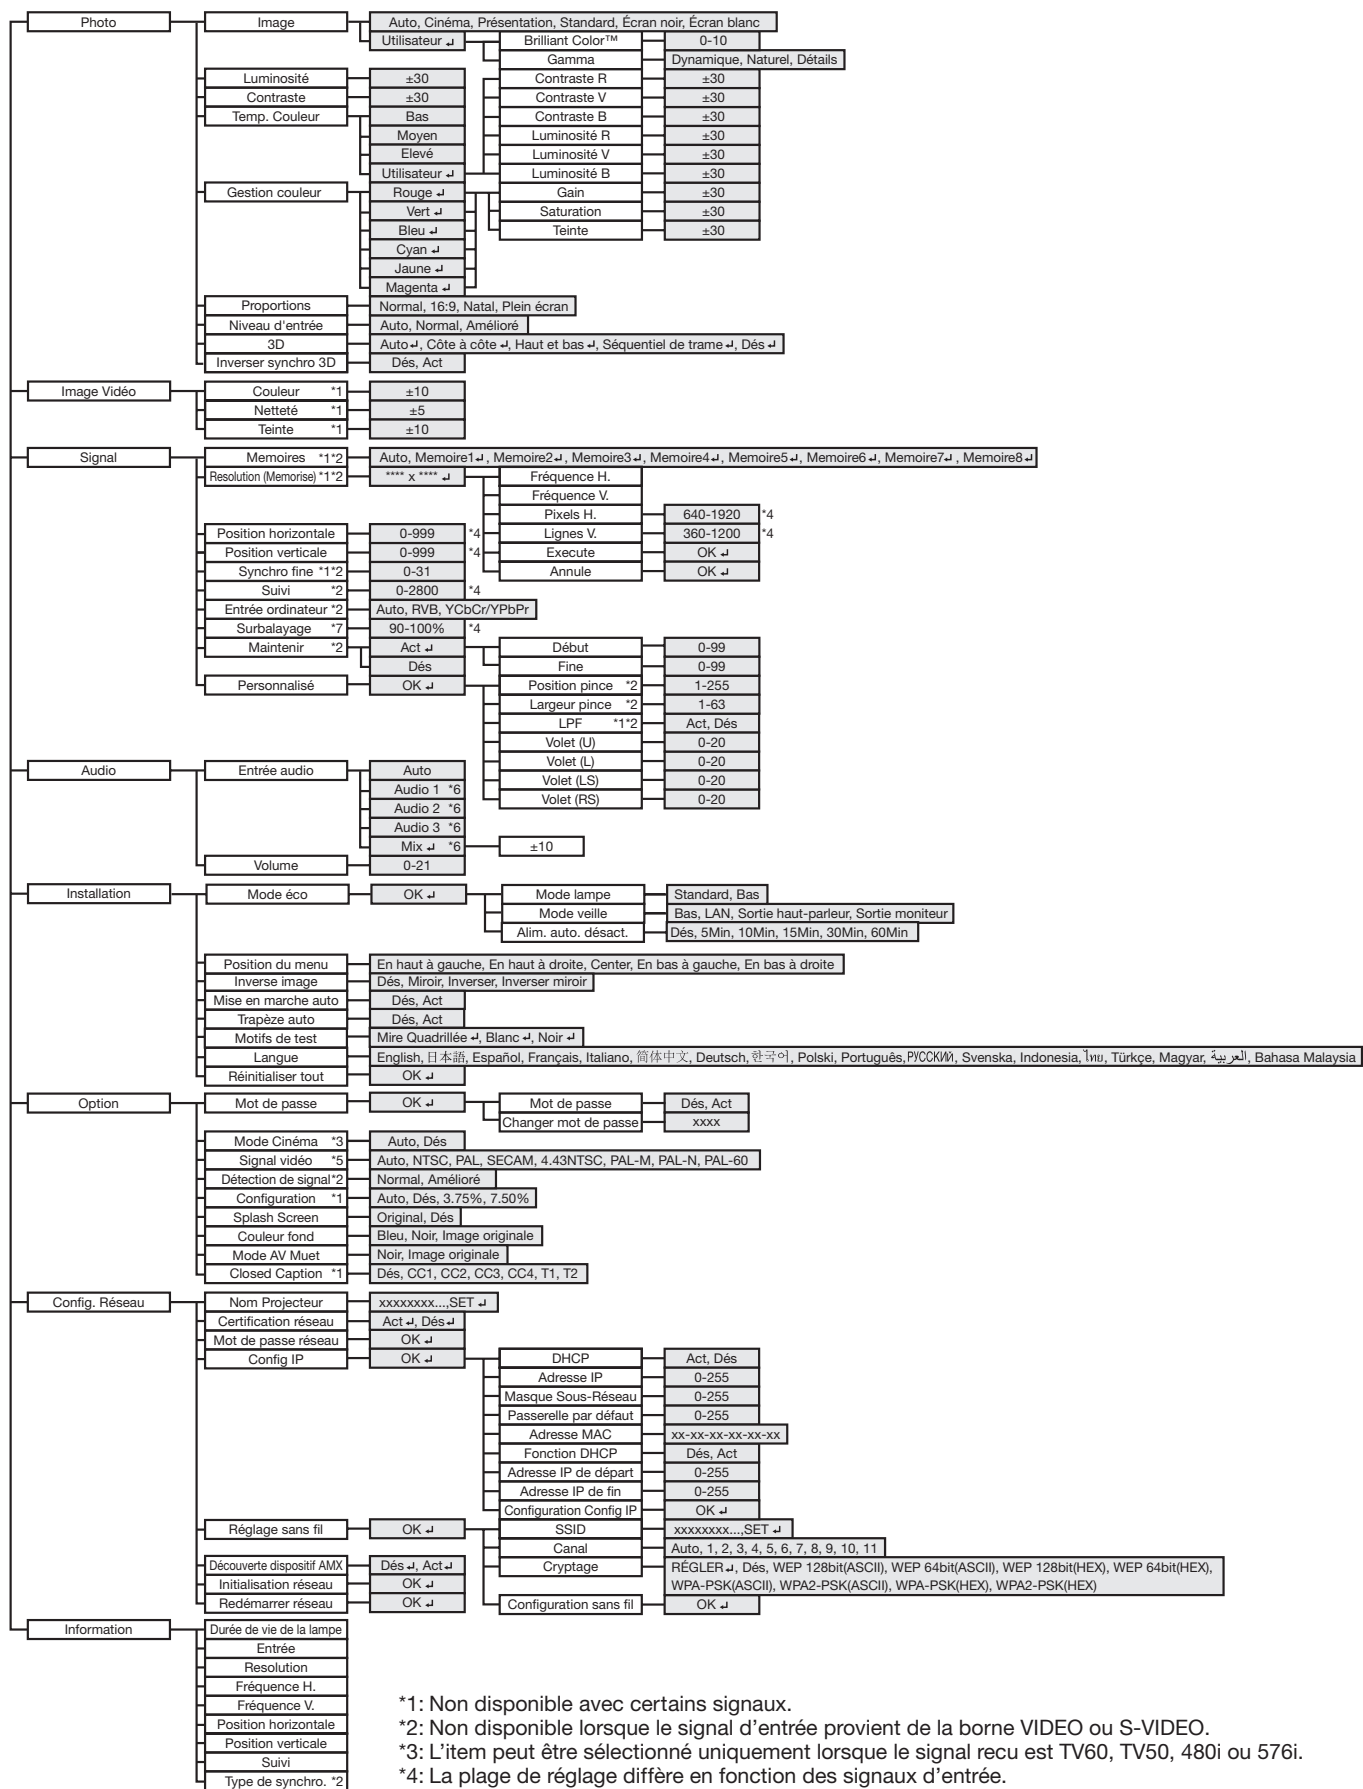 Photo Image Auto, Cinéma, Présentation, Standard, Écran noir, Écran blanc
Utilisateur ↲ Brilliant Color™ 0-10
Gamma Dynamique, Naturel, Détails
Luminosité ±30 Contraste R ±30
Contraste ±30 Contraste V ±30
Temp. Couleur Bas Contraste B ±30
Moyen Luminosité R ±30
Elevé Luminosité V ±30
Utilisateur ↲ Luminosité B ±30
Gestion couleur Rouge ↲ Gain ±30
Vert ↲ Saturation ±30
Bleu ↲ Teinte ±30
Cyan ↲
Jaune ↲
Magenta ↲
Proportions Normal, 16:9, Natal, Plein écran
Niveau d'entrée Auto, Normal, Amélioré
3D Auto↲, Côte à côte ↲, Haut et bas ↲, Séquentiel de trame ↲, Dés ↲
Inverser synchro 3D Dés, Act
Image Vidéo Couleur *1 ±10
Netteté *1 ±5
Teinte *1 ±10
Signal Memoires *1*2 Auto, Memoire1↲, Memoire2↲, Memoire3↲, Memoire4↲, Memoire5↲, Memoire6↲, Memoire7↲, Memoire8↲
Resolution (Memorise) *1*2 **** x **** ↲ Fréquence H.
Fréquence V.
Pixels H. 640-1920 *4
Position horizontale 0-999 *4 Lignes V. 360-1200 *4
Position verticale 0-999 *4 Execute OK ↲
Synchro fine *1*2 0-31 Annule OK ↲
Suivi *2 0-2800 *4
Entrée ordinateur *2 Auto, RVB, YCbCr/YPbPr
Surbalayage *7 90-100% *4
Maintenir *2 Act ↲ Début 0-99
Dés Fine 0-99
Personnalisé OK ↲ Position pince *2 1-255
Largeur pince *2 1-63
LPF *1*2 Act, Dés
Volet (U) 0-20
Audio Entrée audio Auto Volet (L) 0-20
Audio 1 *6 Volet (LS) 0-20
Audio 2 *6 Volet (RS) 0-20
Audio 3 *6
Mix ↲ *6 ±10
Volume 0-21
Installation Mode éco OK ↲ Mode lampe Standard, Bas
Mode veille Bas, LAN, Sortie haut-parleur, Sortie moniteur
Alim. auto. désact. Dés, 5Min, 10Min, 15Min, 30Min, 60Min
Position du menu En haut à gauche, En haut à droite, Center, En bas à gauche, En bas à droite
Inverse image Dés, Miroir, Inverser, Inverser miroir
Mise en marche auto Dés, Act
Trapèze auto Dés, Act
Motifs de test Mire Quadrillée ↲, Blanc ↲, Noir ↲
Langue English, 日本語, Español, Français, Italiano, 简体中文, Deutsch, 한국어, Polski, Português, РУССКИЙ, Svenska, Indonesia, ไทย, Türkçe, Magyar, العربية, Bahasa Malaysia
Réinitialiser tout OK ↲
Option Mot de passe OK ↲ Mot de passe Dés, Act
Changer mot de passe xxxx
Mode Cinéma *3 Auto, Dés
Signal vidéo *5 Auto, NTSC, PAL, SECAM, 4.43NTSC, PAL-M, PAL-N, PAL-60
Détection de signal*2 Normal, Amélioré
Configuration *1 Auto, Dés, 3.75%, 7.50%
Splash Screen Original, Dés
Couleur fond Bleu, Noir, Image originale
Mode AV Muet Noir, Image originale
Closed Caption *1 Dés, CC1, CC2, CC3, CC4, T1, T2
Config. Réseau Nom Projecteur xxxxxxxx...,SET ↲
Certification réseau Act ↲, Dés↲
Mot de passe réseau OK ↲
Config IP OK ↲ DHCP Act, Dés
Adresse IP 0-255
Masque Sous-Réseau 0-255
Passerelle par défaut 0-255
Adresse MAC xx-xx-xx-xx-xx-xx
Fonction DHCP Dés, Act
Adresse IP de départ 0-255
Adresse IP de fin 0-255
Configuration Config IP OK ↲
Réglage sans fil OK ↲ SSID xxxxxxxx...,SET ↲
Canal Auto, 1, 2, 3, 4, 5, 6, 7, 8, 9, 10, 11
Découverte dispositif AMX Dés↲, Act↲ Cryptage RÉGLER↲, Dés, WEP 128bit(ASCII), WEP 64bit(ASCII), WEP 128bit(HEX), WEP 64bit(HEX),
Initialisation réseau OK ↲ WPA-PSK(ASCII), WPA2-PSK(ASCII), WPA-PSK(HEX), WPA2-PSK(HEX)
Redémarrer réseau OK ↲ Configuration sans fil OK ↲
Information Durée de vie de la lampe
Entrée
Resolution
Fréquence H.
Fréquence V.
Position horizontale
Position verticale
Suivi
Type de synchro. *2
*1: Non disponible avec certains signaux.
*2: Non disponible lorsque le signal d'entrée provient de la borne VIDEO ou S-VIDEO.
*3: L'item peut être sélectionné uniquement lorsque le signal recu est TV60, TV50, 480i ou 576i.
*4: La plage de réglage diffère en fonction des signaux d'entrée.